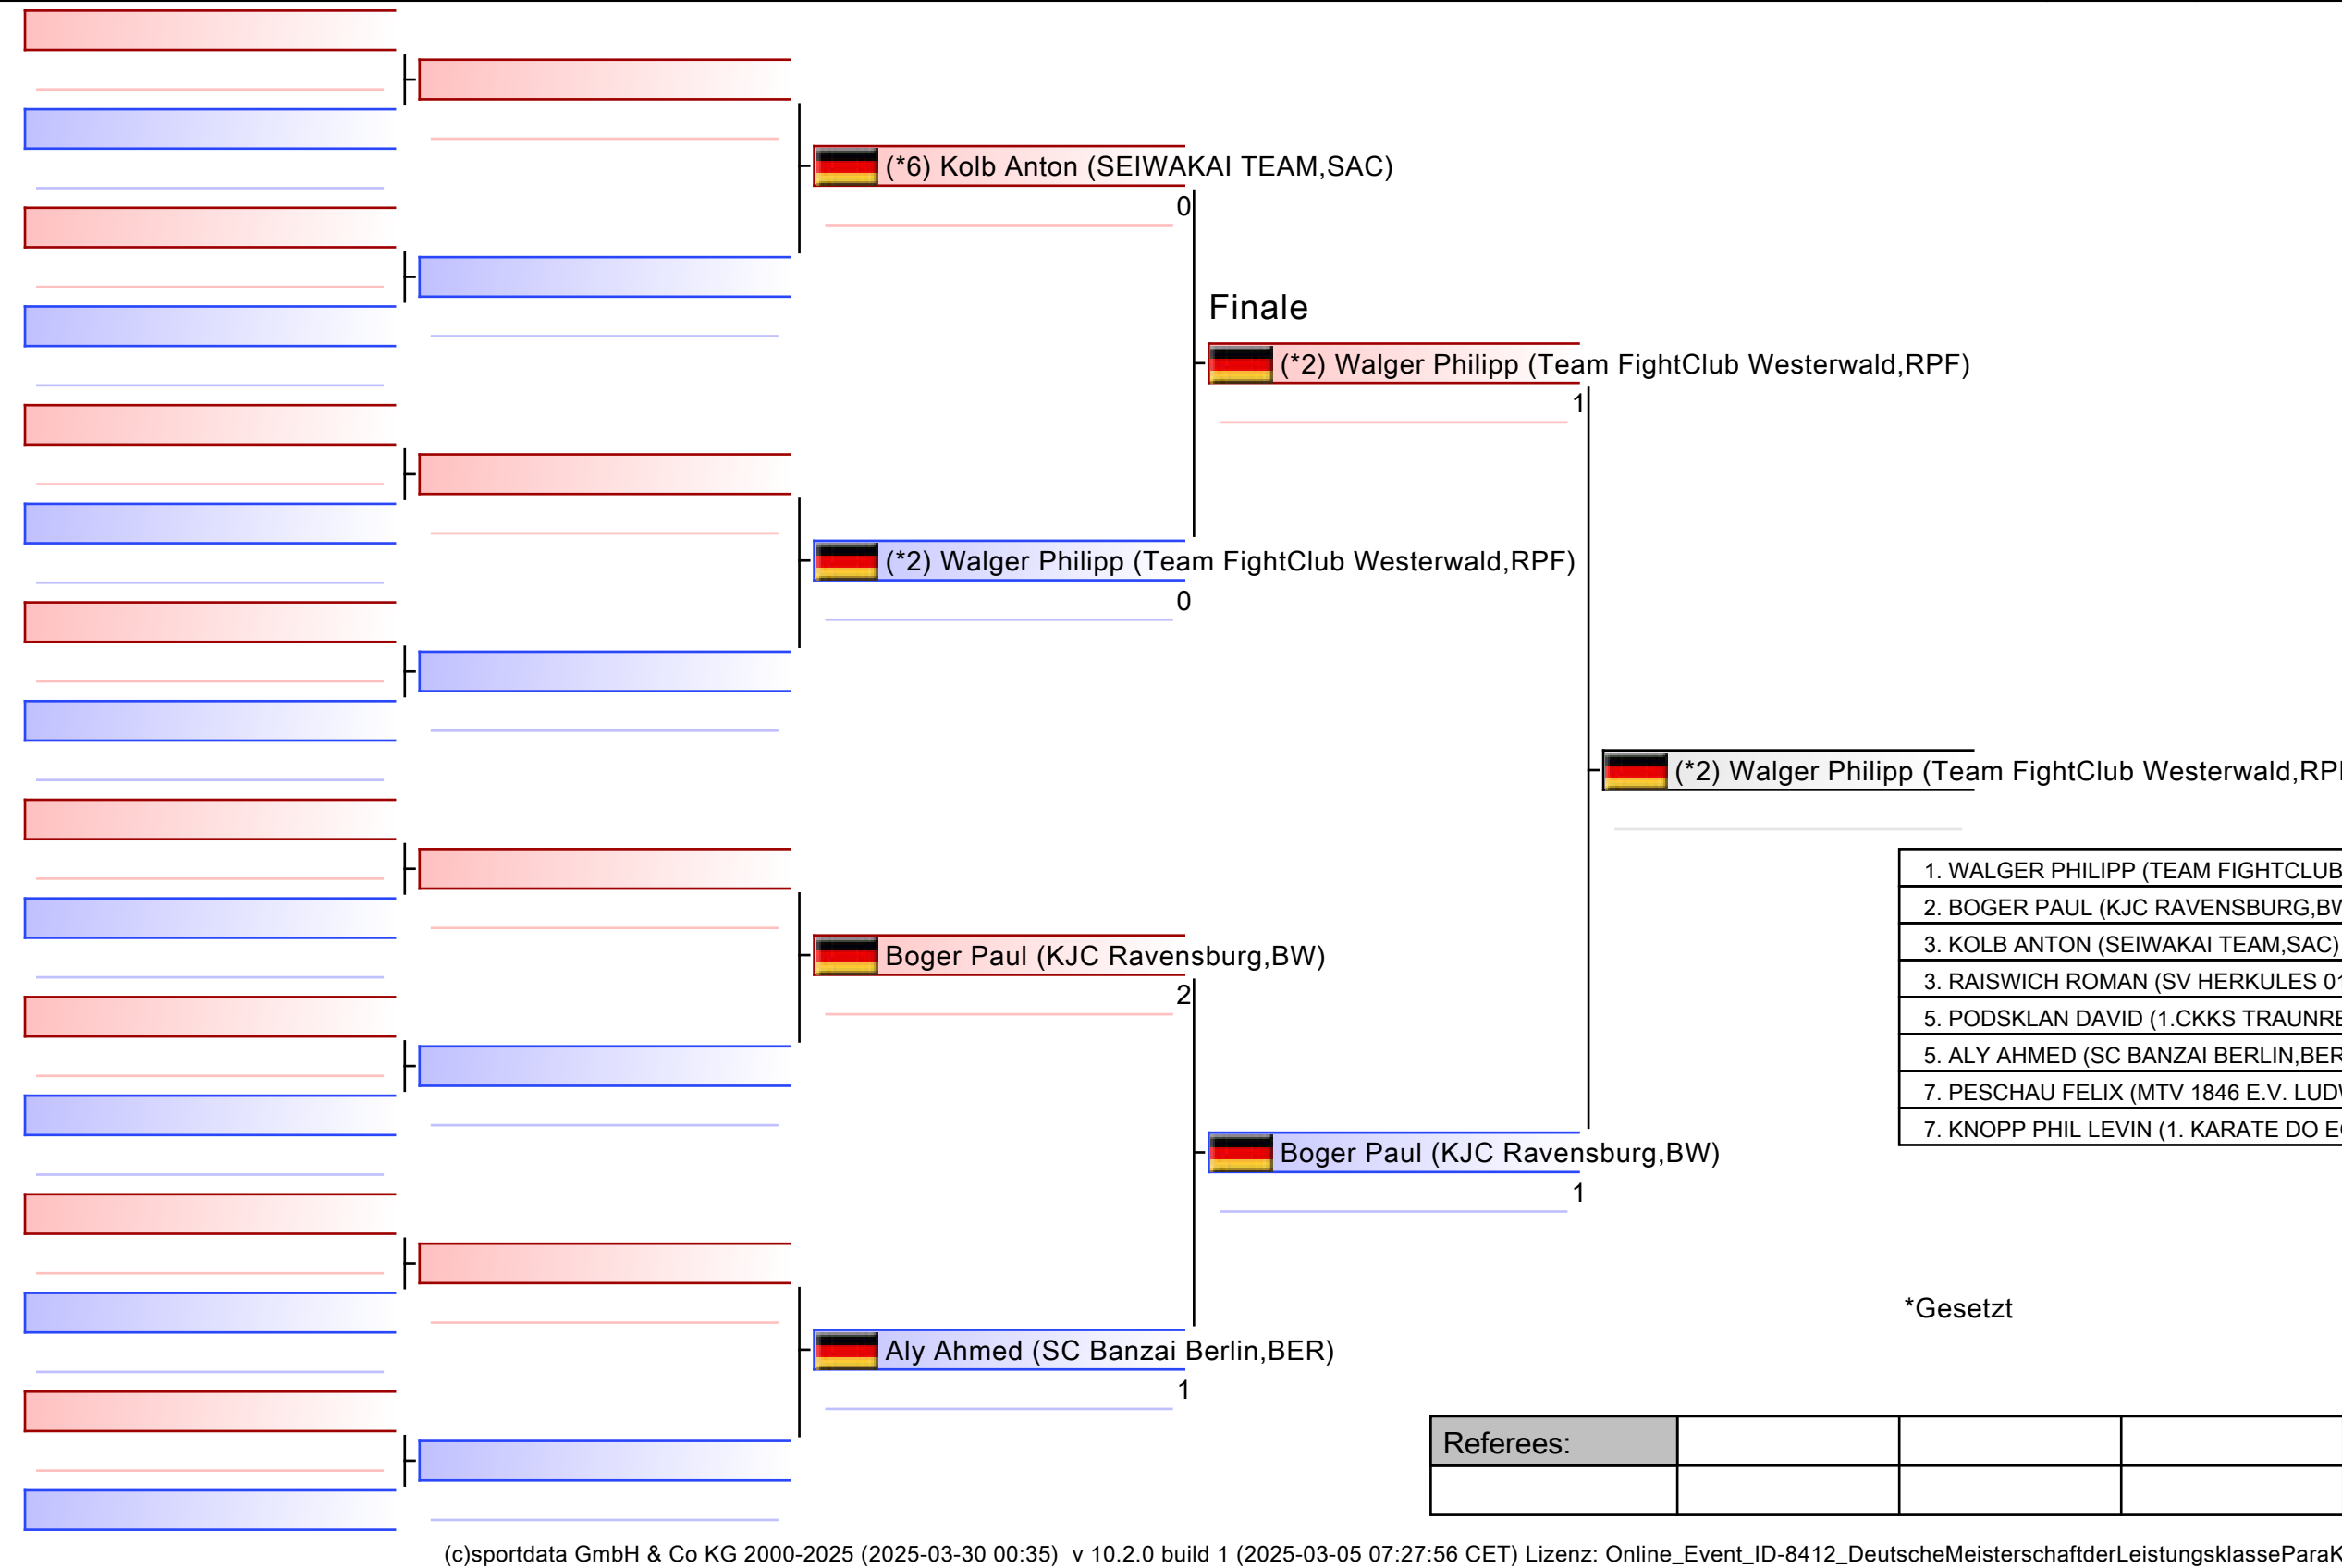 (*6) Kolb Anton (SEIWAKAI TEAM,SAC)
0
Finale
(*2) Walger Philipp (Team FightClub Westerwald,RPF)
1
(*2) Walger Philipp (Team FightClub Westerwald,RPF)
0
(*2) Walger Philipp (Team FightClub Westerwald,RP
1. WALGER PHILIPP (TEAM FIGHTCLUB
2. BOGER PAUL (KJC RAVENSBURG,BW
3. KOLB ANTON (SEIWAKAI TEAM,SAC)
3. RAISWICH ROMAN (SV HERKULES 01
5. PODSKLAN DAVID (1.CKKS TRAUNRE
5. ALY AHMED (SC BANZAI BERLIN,BER
7. PESCHAU FELIX (MTV 1846 E.V. LUDW
7. KNOPP PHIL LEVIN (1. KARATE DO E
Boger Paul (KJC Ravensburg,BW)
2
Boger Paul (KJC Ravensburg,BW)
1
*Gesetzt
Aly Ahmed (SC Banzai Berlin,BER)
1
Referees:
(c)sportdata GmbH & Co KG 2000-2025 (2025-03-30 00:35) v 10.2.0 build 1 (2025-03-05 07:27:56 CET) Lizenz: Online_Event_ID-8412_DeutscheMeisterschaftderLeistungsklasseParaK